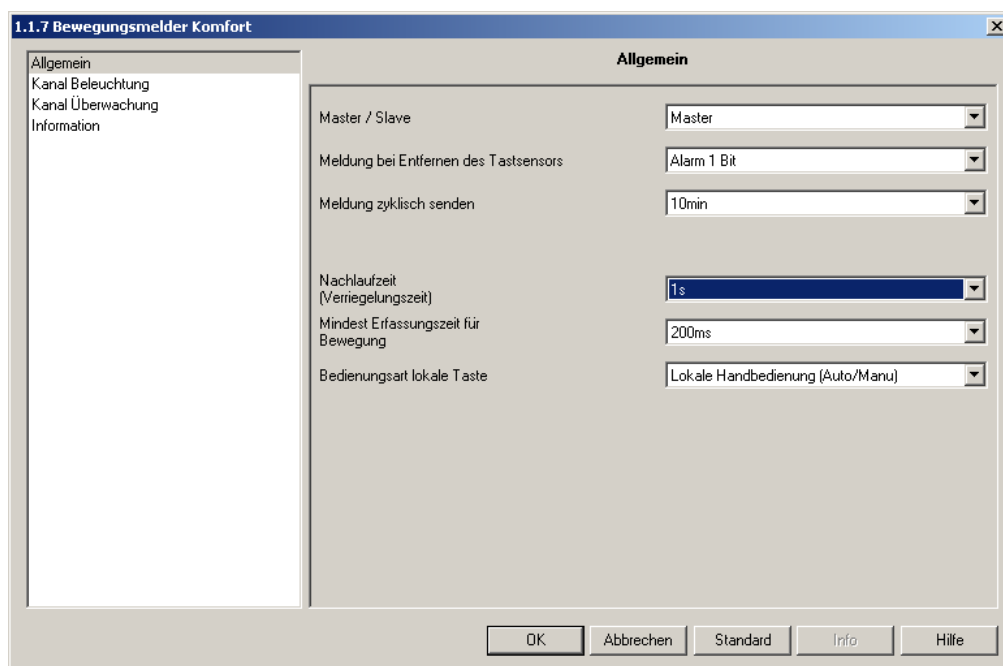 1.1.7 Bewegungsmelder Komfort
Allgemein
Kanal Beleuchtung
Kanal Überwachung
Information
Allgemein
Master / Slave
Master
Meldung bei Entfernen des Tastsensors
Alarm 1 Bit
Meldung zyklisch senden
10min
Nachlaufzeit
(Verriegelungszeit)
1s
Mindest Erfassungszeit für
Bewegung
200ms
Bedienungsart lokale Taste
Lokale Handbedienung (Auto/Manu)
OK
Abbrechen
Standard
Info
Hilfe